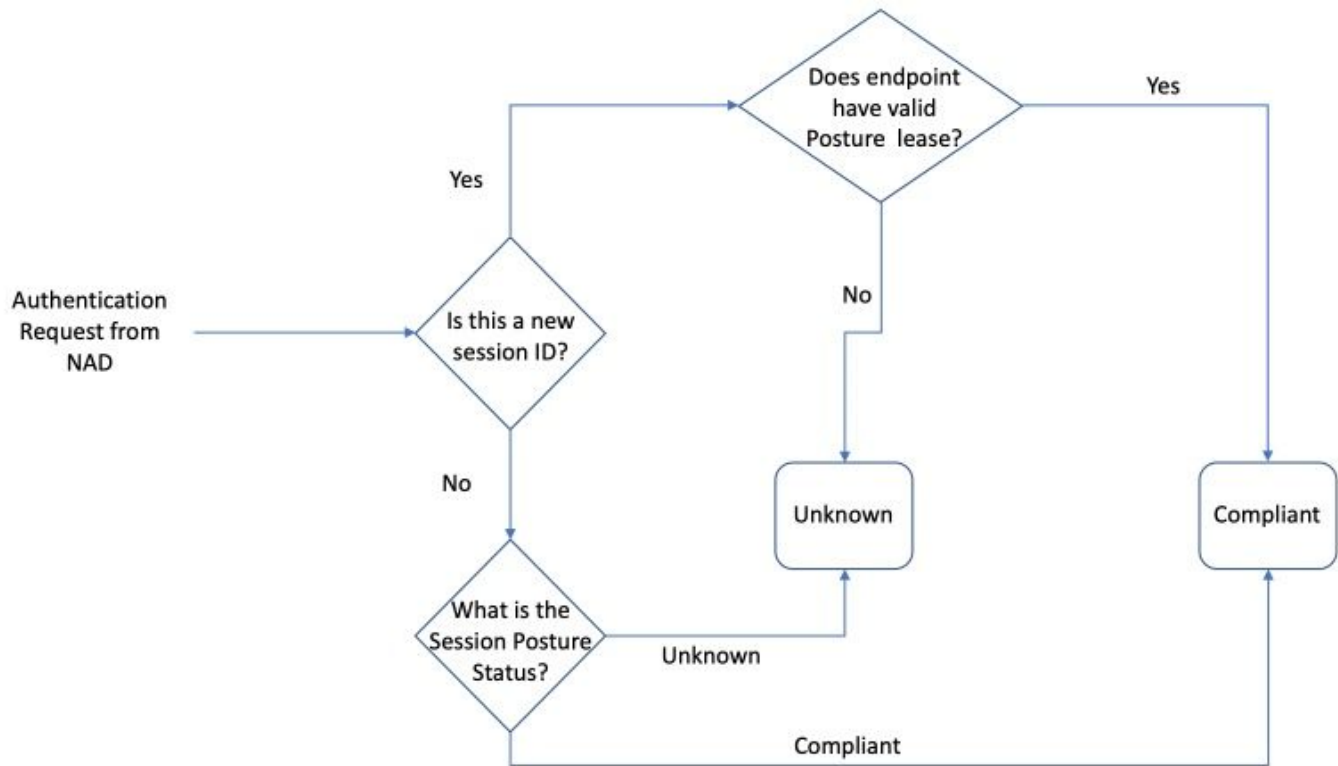 Authentication
Request from
NAD
Is this a new
session ID?
Yes
Does endpoint
have valid
Posture lease?
Yes
No
No
What is the
Session Posture
Status?
Unknown
Compliant
Unknown
Compliant